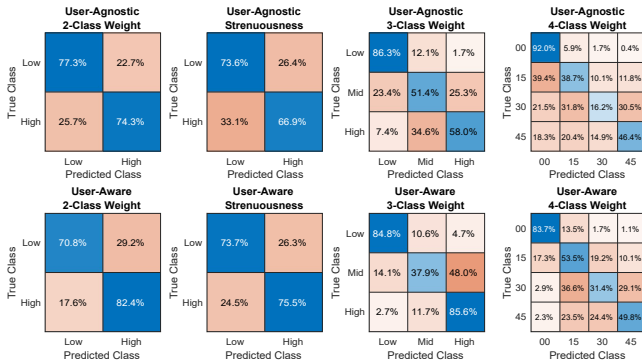 User-Agnostic
2-Class Weight
True Class
Low
77.3%
22.7%
High
25.7%
74.3%
Low
High
Predicted Class
User-Agnostic
Strenuousness
True Class
Low
73.6%
26.4%
High
33.1%
66.9%
Low
High
Predicted Class
User-Agnostic
3-Class Weight
True Class
Low
86.3%
12.1%
1.7%
Mid
23.4%
51.4%
25.3%
High
7.4%
34.6%
58.0%
Low
Mid
High
Predicted Class
User-Agnostic
4-Class Weight
True Class
00
92.0%
5.9%
1.7%
0.4%
15
39.4%
38.7%
10.1%
11.8%
30
21.5%
31.8%
16.2%
30.5%
45
18.3%
20.4%
14.9%
46.4%
00
15
30
45
Predicted Class
User-Aware
2-Class Weight
True Class
Low
70.8%
29.2%
High
17.6%
82.4%
Low
High
Predicted Class
User-Aware
Strenuousness
True Class
Low
73.7%
26.3%
High
24.5%
75.5%
Low
High
Predicted Class
User-Aware
3-Class Weight
True Class
Low
84.8%
10.6%
4.7%
Mid
14.1%
37.9%
48.0%
High
2.7%
11.7%
85.6%
Low
Mid
High
Predicted Class
User-Aware
4-Class Weight
True Class
00
83.7%
13.5%
1.7%
1.1%
15
17.3%
53.5%
19.2%
10.1%
30
2.9%
36.6%
31.4%
29.1%
45
2.3%
23.5%
24.4%
49.8%
00
15
30
45
Predicted Class